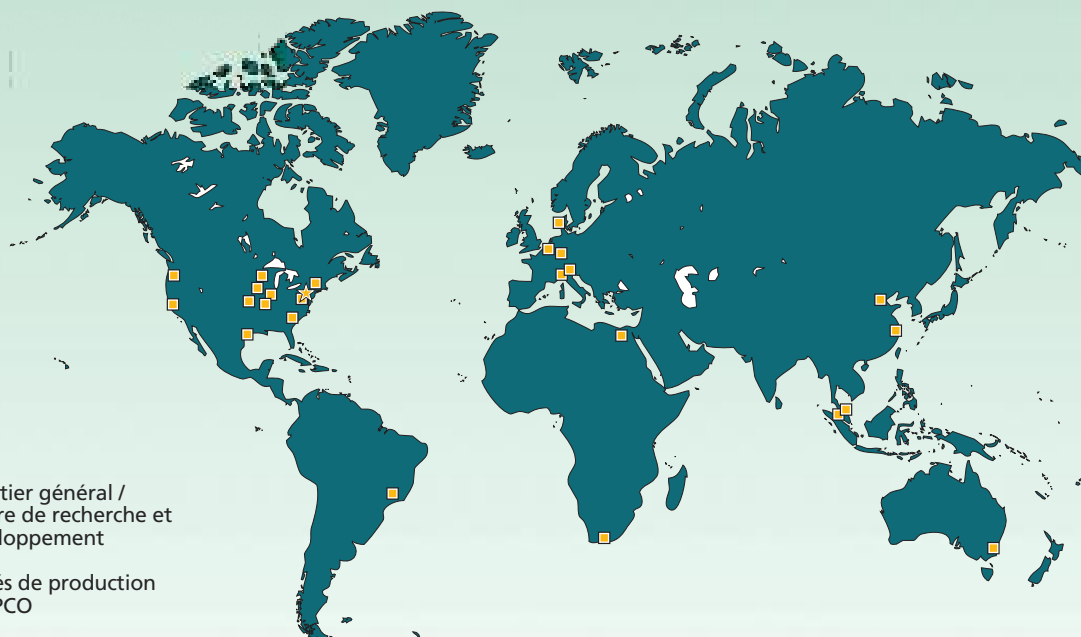 tier général /
re de recherche et
loppement
és de production
PCO